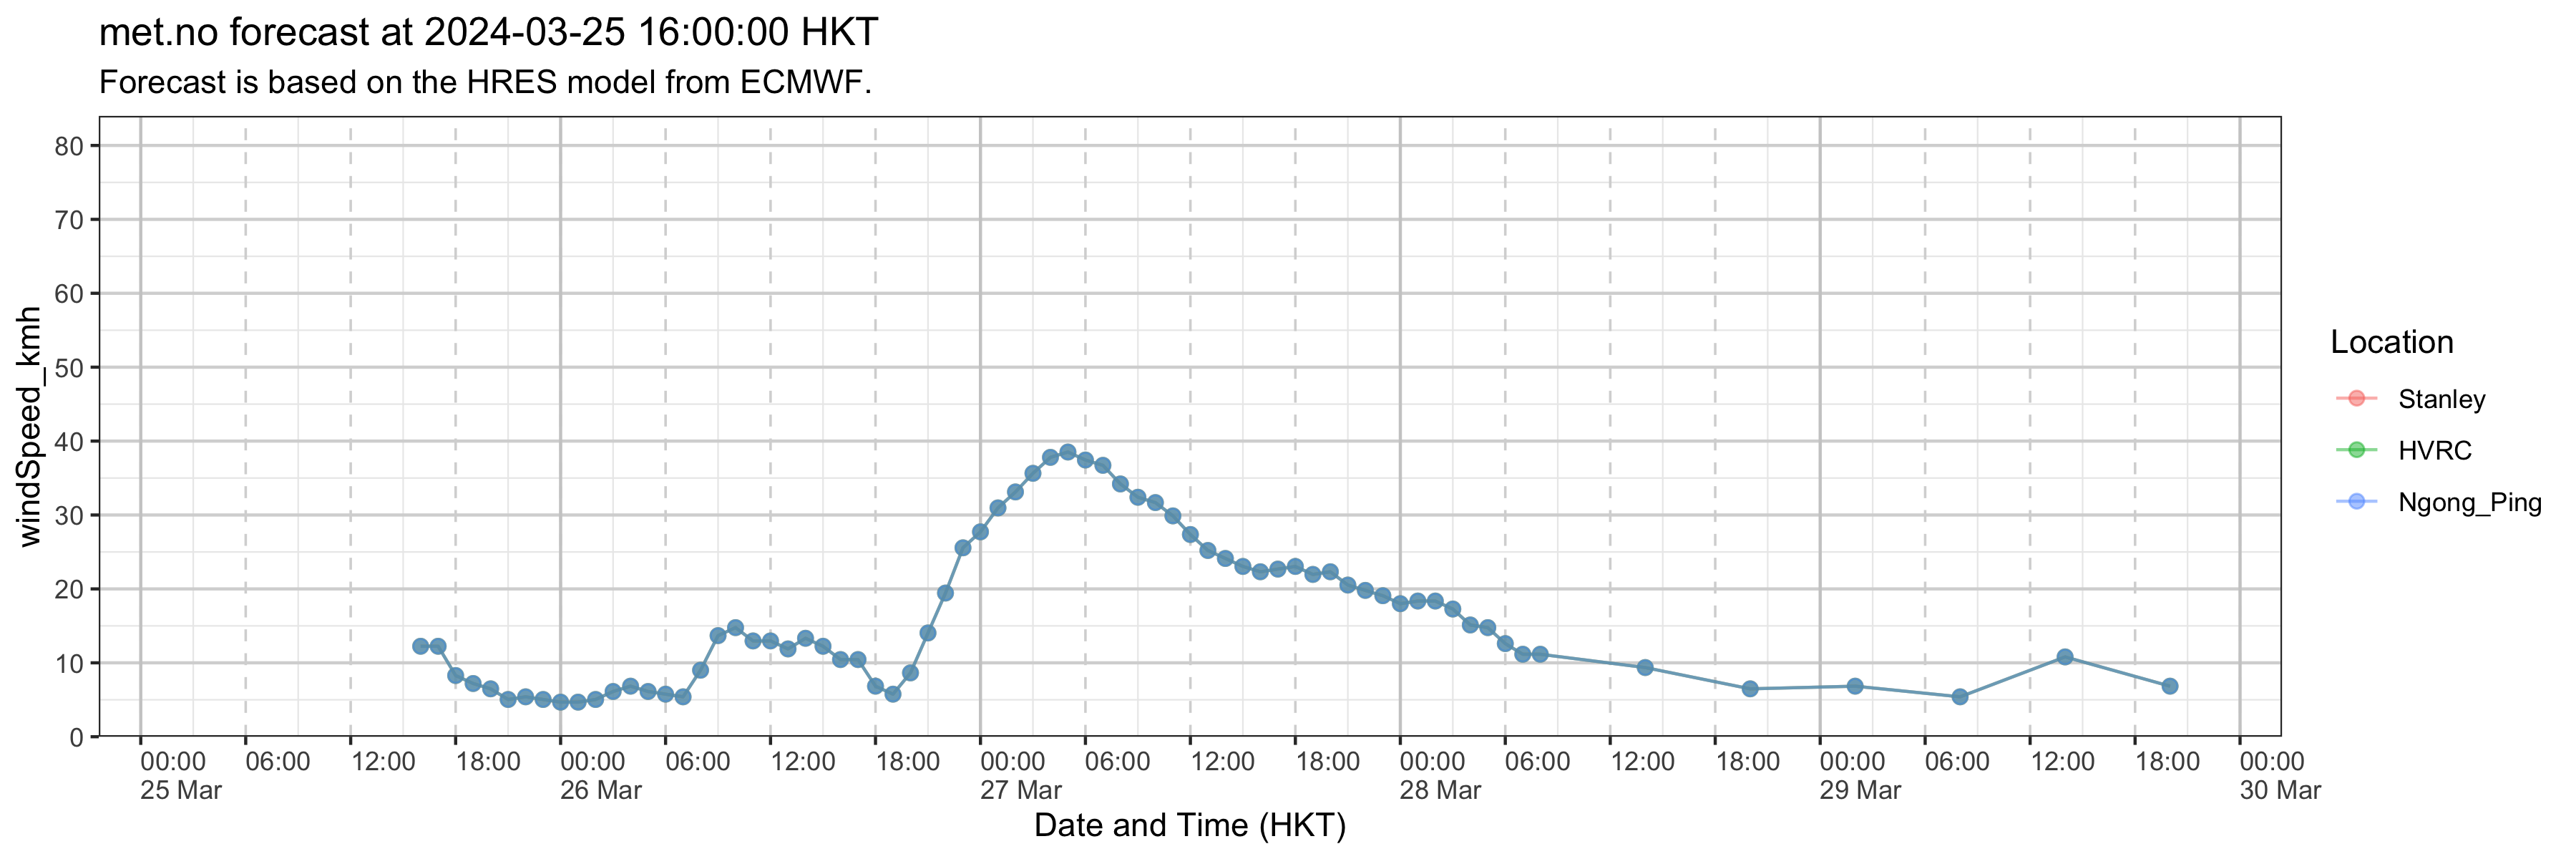 met.no forecast at 2024-03-25 16:00:00 HKT
Forecast is based on the HRES model from ECMWF.
windSpeed_kmh
80
70
60
50
40
30
20
10
0
00:00 06:00 12:00 18:00 00:00 06:00 12:00 18:00 00:00 06:00 12:00 18:00 00:00 06:00 12:00 18:00 00:00 06:00 12:00 18:00 00:00
25 Mar 26 Mar 27 Mar 28 Mar 29 Mar 30 Mar
Date and Time (HKT)
Location
Stanley
HVRC
Ngong_Ping